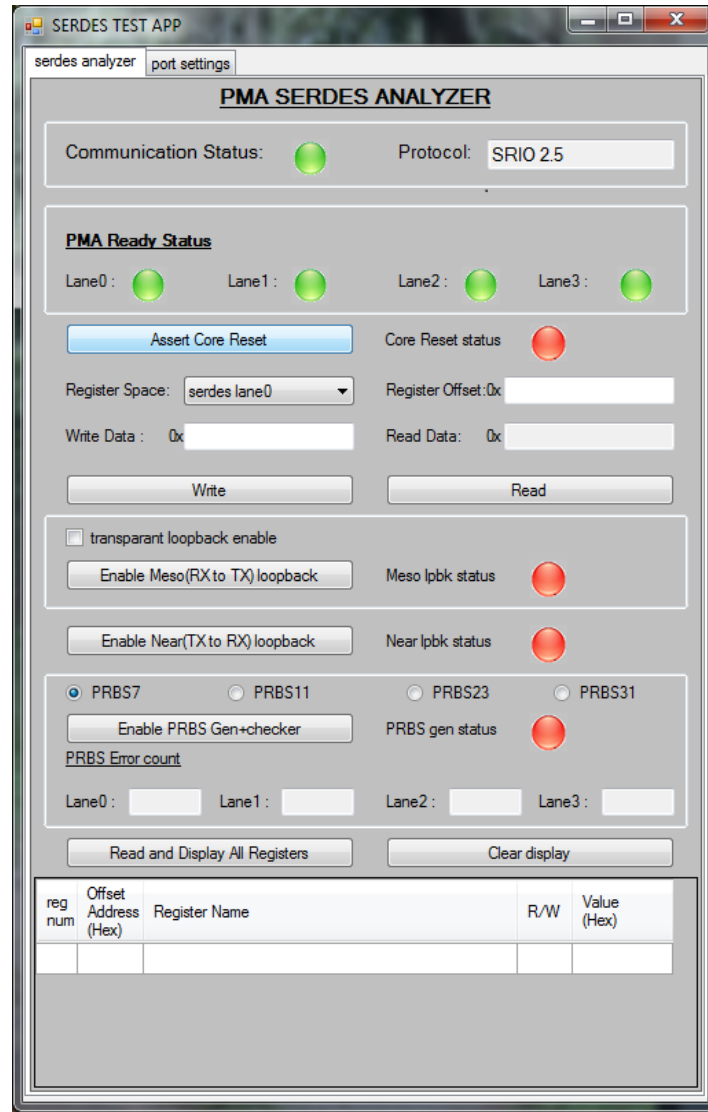 SERDES TEST APP
serdes analyzer port settings
PMA SERDES ANALYZER
Communication Status: Protocol: SRIO 2.5
PMA Ready Status
Lane0 : Lane1 : Lane2 : Lane3 :
Assert Core Reset Core Reset status
Register Space: serdes lane0 Register Offset:0x
Write Data : 0x Read Data: 0x
Write Read
transparant loopback enable
Enable Meso(RX to TX) loopback Meso lpbk status
Enable Near(TX to RX) loopback Near lpbk status
PRBS7 PRBS11 PRBS23 PRBS31
Enable PRBS Gen+checker PRBS gen status
PRBS Error count
Lane0 : Lane1 : Lane2 : Lane3 :
Read and Display All Registers Clear display
reg num Offset Address (Hex) Register Name R/W Value (Hex)